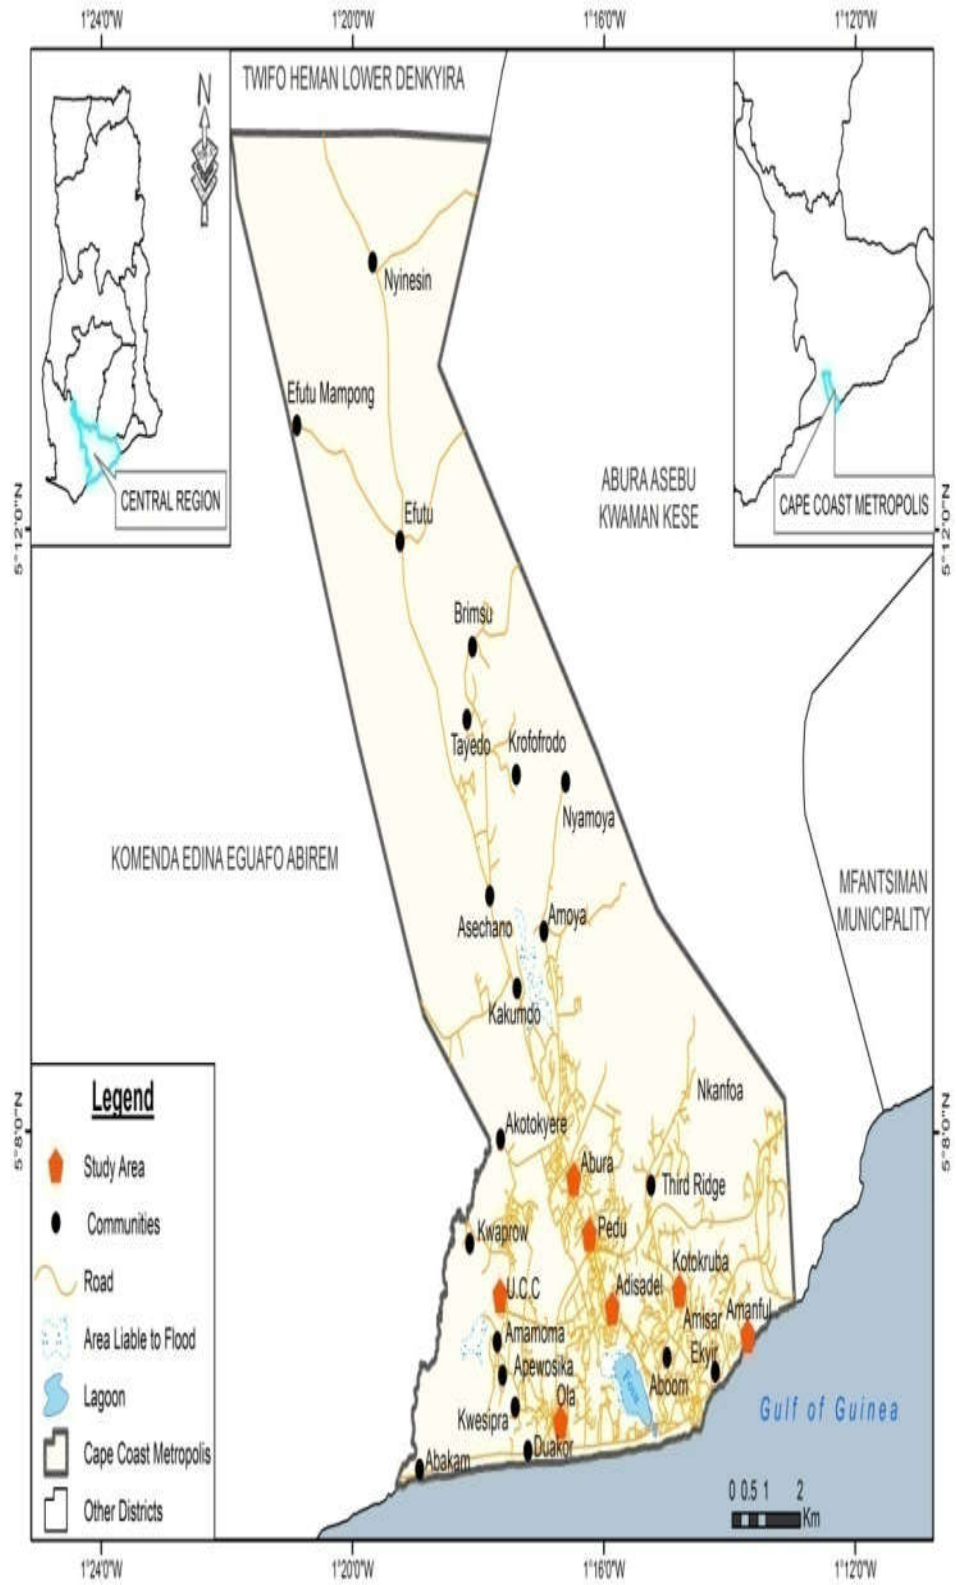 1°24'0"W
1°20'0"W
1°16'0"W
1°12'0"W
TWIFO HEMAN LOWER DENKYIRA
N
Nyinesin
Efutu Mampong
CENTRAL REGION
ABURA ASEBU
KWAMAN KESE
CAPE COAST METROPOLIS
5°12'0"N
5°12'0"N
Efutu
Brimsu
Tayedo
Krofofrodo
Nyamoya
KOMENDA EDINA EGUAFO ABIREM
MFANTSIMAN
MUNICIPALITY
Asechano
Amoya
Kakumdo
Nkanfoa
Akotokyere
5°8'0"N
5°8'0"N
Abura
Third Ridge
Kwaprow
Pedu
Kotokruba
U.C.C
Adisadel
Amisar
Amanful
Amamoma
Ekyir
Apewosika
Aboom
Ola
Kwesipra
Duakor
Abakam
Gulf of Guinea
Legend
Study Area
Communities
Road
Area Liable to Flood
Lagoon
Cape Coast Metropolis
Other Districts
0 0.5 1 2
Km
1°24'0"W
1°20'0"W
1°16'0"W
1°12'0"W